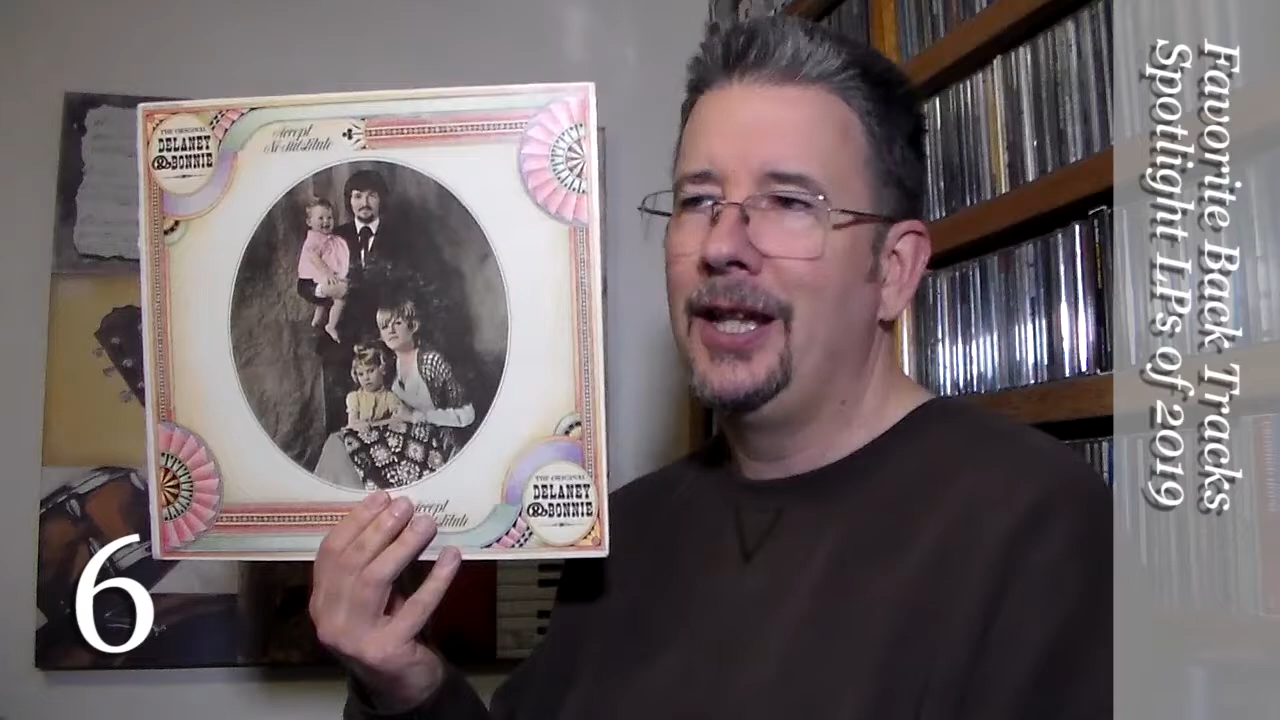 THE ORIGINAL
DELANEY
& BONNIE
Accept
No Substitute
THE ORIGINAL
DELANEY
& BONNIE
6
Favorite Back Tracks
Spotlight LPs of 2019